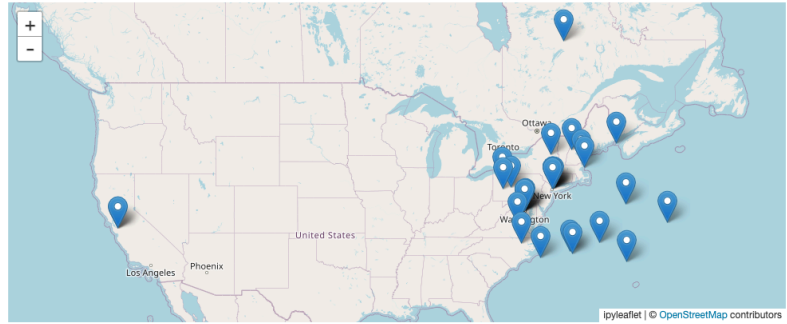 +
-
Ottawa
Toronto
New York
Washington
United States
Phoenix
Los Angeles
ipyleaflet | © OpenStreetMap contributors